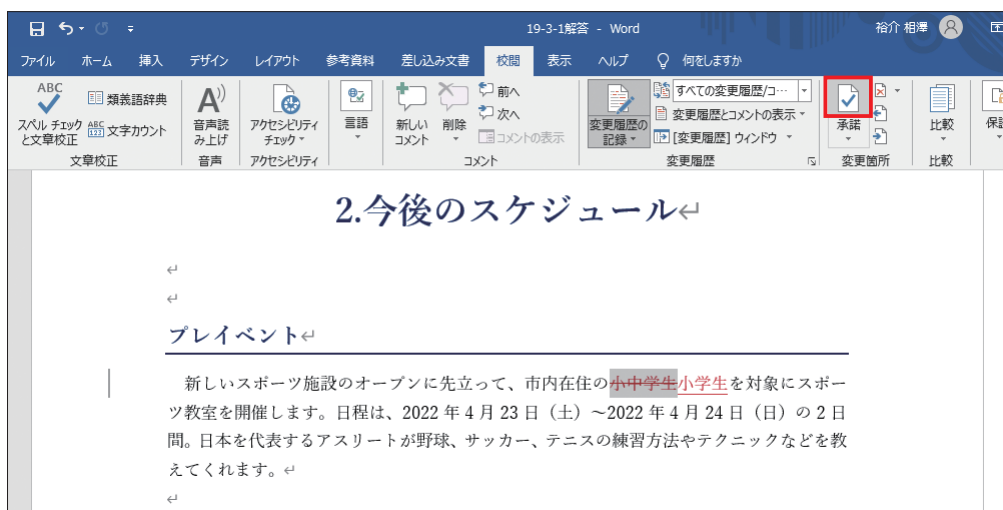 19-3-1解答 - Word
裕介 相澤
ファイル ホーム 挿入 デザイン レイアウト 参考資料 差し込み文書 校閲 表示 ヘルプ 何をしますか
ABC
スペル チェック
と文章校正
類義語辞典
ABC
123 文字カウント
文章校正
A
音声読
み上げ
音声
アクセシビリティ
チェック
アクセシビリティ
言語
新しい
コメント
削除
前へ
次へ
コメントの表示
コメント
変更履歴の
記録
すべての変更履歴/コ…
変更履歴とコメントの表示
[変更履歴] ウィンドウ
変更履歴
承諾
変更箇所
比較
比較
2.今後のスケジュール↵
↵
↵
プレイベント↵
新しいスポーツ施設のオープンに先立って、市内在住の小中学生小学生を対象にスポー
ツ教室を開催します。日程は、2022 年 4 月 23 日（土）～2022 年 4 月 24 日（日）の 2 日
間。日本を代表するアスリートが野球、サッカー、テニスの練習方法やテクニックなどを教
えてくれます。↵
↵